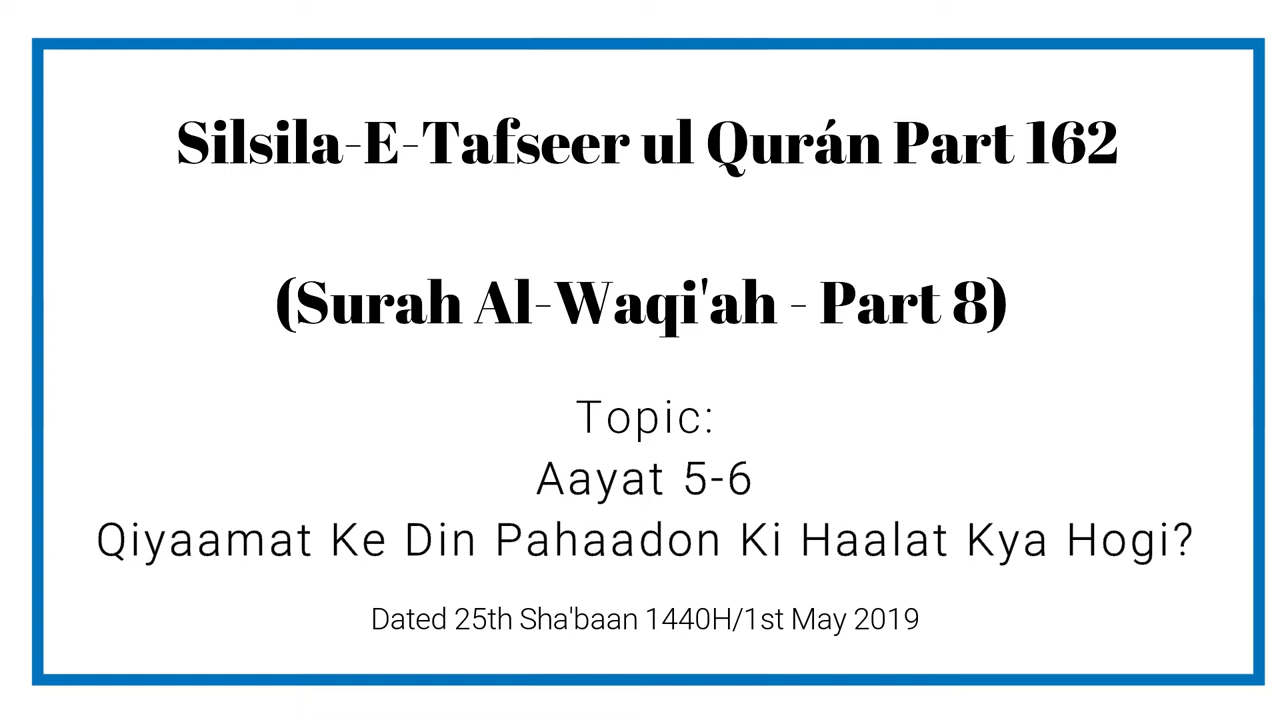 Silsila-E-Tafseer ul Qurán Part 162
(Surah Al-Waqi'ah - Part 8)
Topic:
Aayat 5-6
Qiyaamat Ke Din Pahaadon Ki Haalat Kya Hogi?
Dated 25th Sha'baan 1440H/1st May 2019